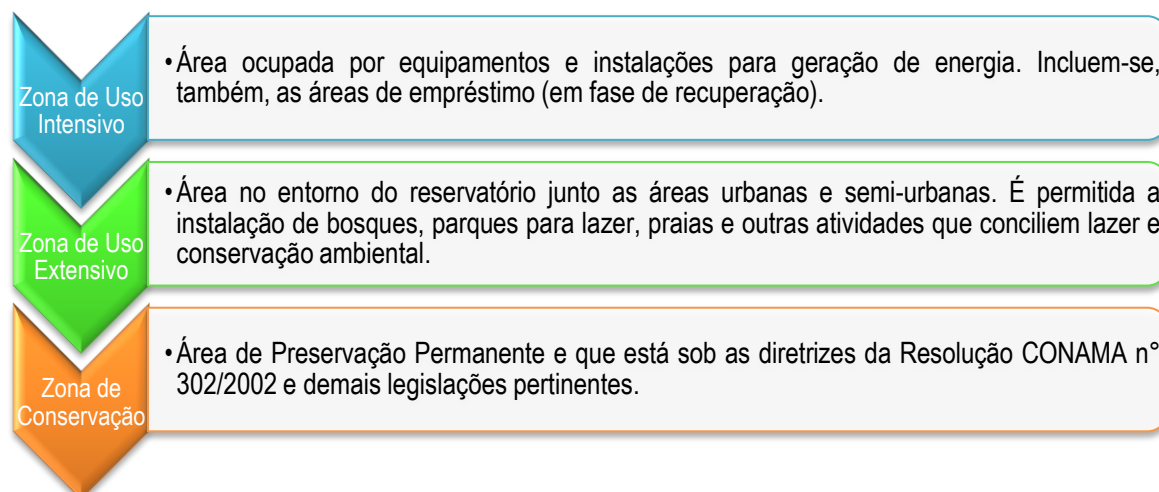 Zona de Uso
Intensivo
•Área ocupada por equipamentos e instalações para geração de energia. Incluem-se,
também, as áreas de empréstimo (em fase de recuperação).
Zona de Uso
Extensivo
•Área no entorno do reservatório junto as áreas urbanas e semi-urbanas. É permitida a
instalação de bosques, parques para lazer, praias e outras atividades que conciliem lazer e
conservação ambiental.
Zona de
Conservação
•Área de Preservação Permanente e que está sob as diretrizes da Resolução CONAMA n°
302/2002 e demais legislações pertinentes.